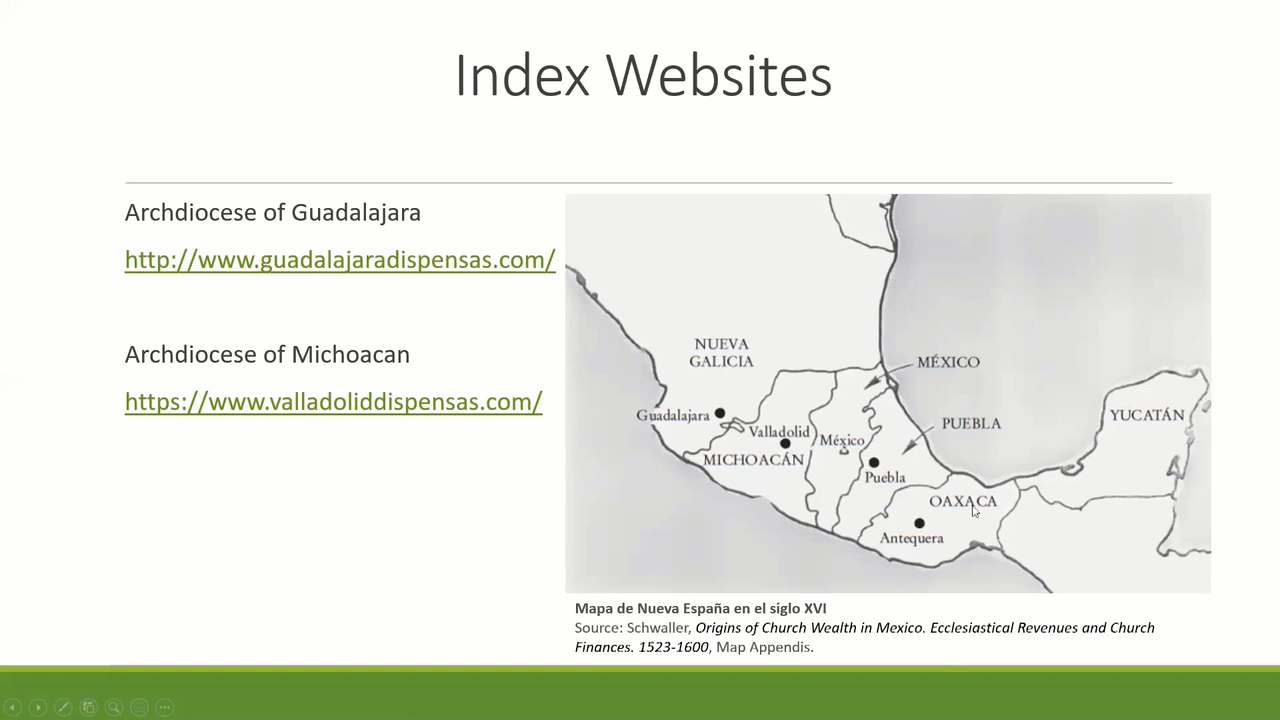 Index Websites
Archdiocese of Guadalajara
http://www.guadalajaradispensas.com/
Archdiocese of Michoacan
https://www.valladoliddispensas.com/
NUEVA
GALICIA
MÉXICO
Guadalajara
Valladolid
México
PUEBLA
YUCATÁN
MICHOACÁN
Puebla
OAXACA
Antequera
Mapa de Nueva España en el siglo XVI
Source: Schwaller, Origins of Church Wealth in Mexico. Ecclesiastical Revenues and Church
Finances. 1523-1600, Map Appendis.